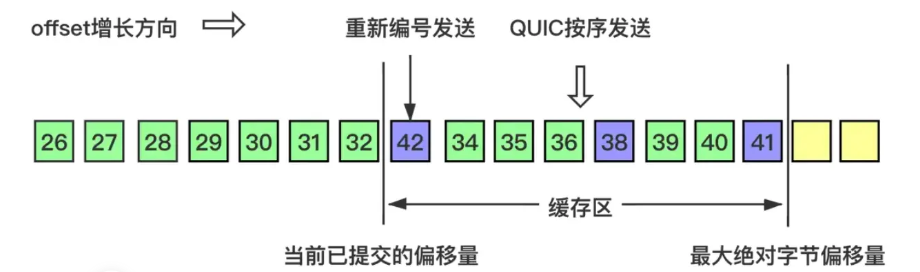 offset增长方向
重新编号发送
QUIC按序发送
26 27 28 29 30 31 32 42 34 35 36 38 39 40 41
缓存区
当前已提交的偏移量
最大绝对字节偏移量